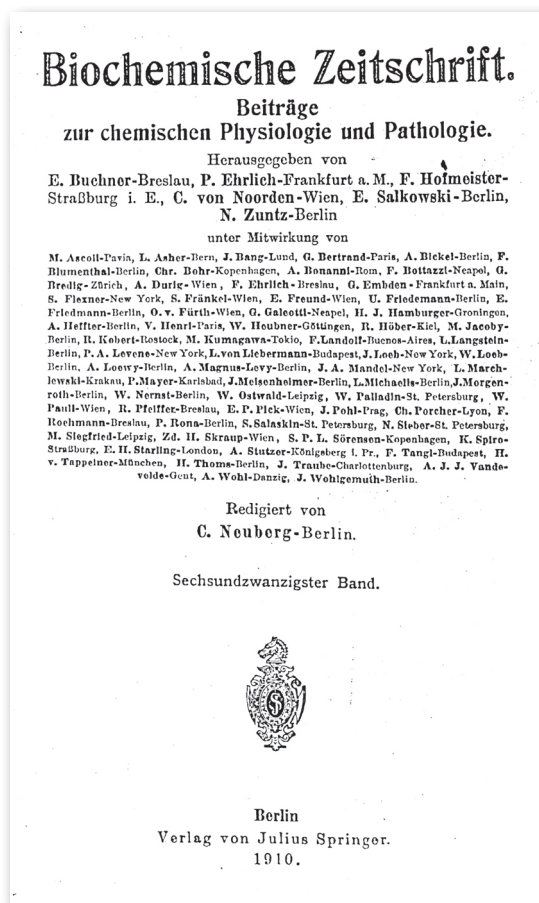 Biochemische Zeitschrift.
Beiträge
zur chemischen Physiologie und Pathologie.
Herausgegeben von
E. Buchner-Breslau, P. Ehrlich-Frankfurt a. M., F. Hofmeister-
Straßburg i. E., C. von Noorden-Wien, E. Salkowski-Berlin,
N. Zuntz-Berlin
unter Mitwirkung von
M. Ascoli-Pavia, L. Asher-Bern, J. Bang-Lund, G. Bertrand-Paris, A. Bickel-Berlin, F.
Blumenthal-Berlin, Chr. Bohr-Kopenhagen, A. Bonanni-Rom, F. Bottazzi-Neapel, G.
Bredig-Zürich, A. Durig-Wien, F. Ehrlich-Breslau, G. Embden-Frankfurt a. Main,
S. Flexner-New York, S. Fränkel-Wien, E. Freund-Wien, U. Friedemann-Berlin, E.
Friedmann-Berlin, O. v. Fürth-Wien, G. Galeotti-Neapel, H. J. Hamburger-Groningen,
A. Heffter-Berlin, V. Henri-Paris, W. Heubner-Göttingen, R. Höber-Kiel, M. Jacoby-
Berlin, R. Kobert-Rostock, M. Kumagawa-Tokio, F. Landolf-Buenos-Aires, L. Langstein-
Berlin, P. A. Levene-New York, L. von Liebermann-Budapest, J. Loeb-New York, W. Loeb-
Berlin, A. Loewy-Berlin, A. Magnus-Levy-Berlin, J. A. Mandel-New York, L. March-
lewski-Krakau, P. Mayer-Karlsbad, J. Meisenheimer-Berlin, L. Michaelis-Berlin, J. Morgen-
roth-Berlin, W. Nernst-Berlin, W. Ostwald-Leipzig, W. Palladin-St. Petersburg, W.
Pauli-Wien, R. Pfeiffer-Breslau, E. P. Pick-Wien, J. Pohl-Prag, Ch. Porcher-Lyon, F.
Roehmann-Breslau, P. Rona-Berlin, S. Salaskin-St. Petersburg, N. Sieber-St. Petersburg,
M. Siegfried-Leipzig, Zd. H. Skraup-Wien, S. P. L. Sörensen-Kopenhagen, K. Spiro-
Straßburg, E. H. Starling-London, A. Stutzer-Königsberg i. Pr., F. Tangl-Budapest, H.
v. Tappeiner-München, H. Thoms-Berlin, J. Traube-Charlottenburg, A. J. J. Vande-
velde-Gent, A. Wohl-Danzig, J. Wohlgemuth-Berlin.
Redigiert von
C. Neuberg-Berlin.
Sechsundzwanzigster Band.
Berlin
Verlag von Julius Springer.
1910.